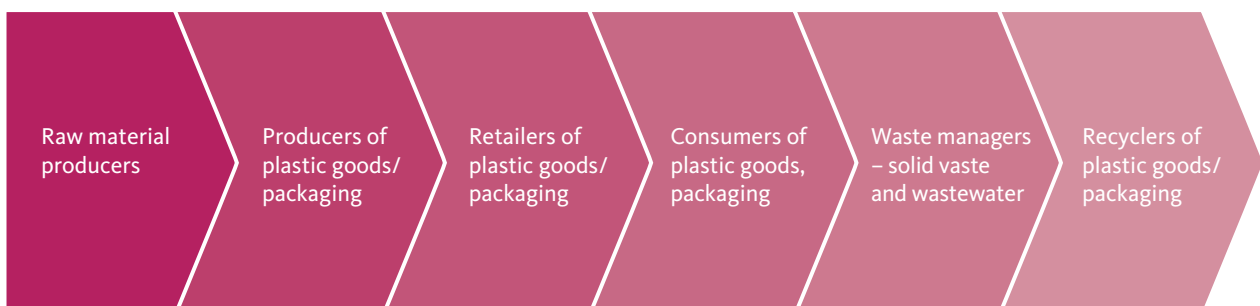 Raw material
producers
Producers of
plastic goods/
packaging
Retailers of
plastic goods/
packaging
Consumers of
plastic goods,
packaging
Waste managers
– solid vaste
and wastewater
Recyclers of
plastic goods/
packaging